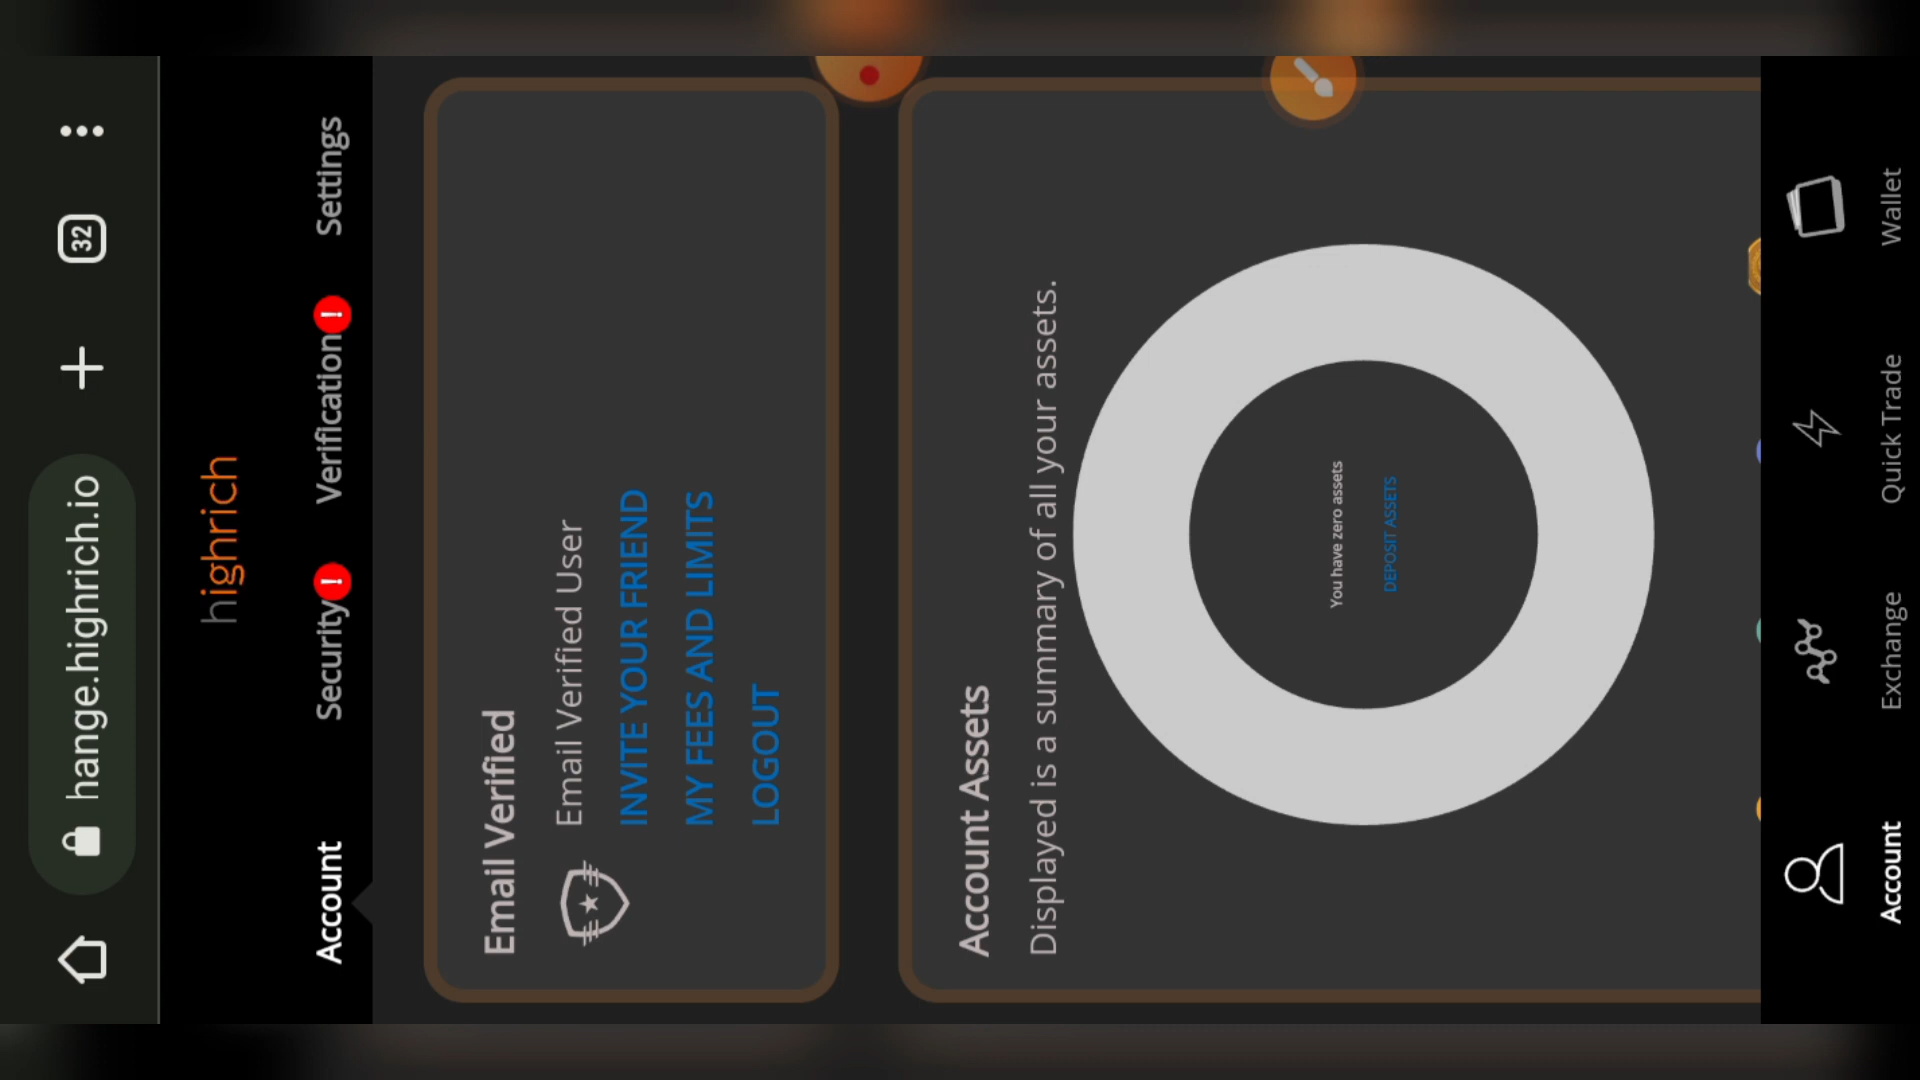 hange.highrich.io
32
highrich
Account
Security!
Verification!
Settings
Email Verified
Email Verified User
INVITE YOUR FRIEND
MY FEES AND LIMITS
LOGOUT
Account Assets
Displayed is a summary of all your assets.
You have zero assets
DEPOSIT ASSETS
Account
Exchange
Quick Trade
Wallet